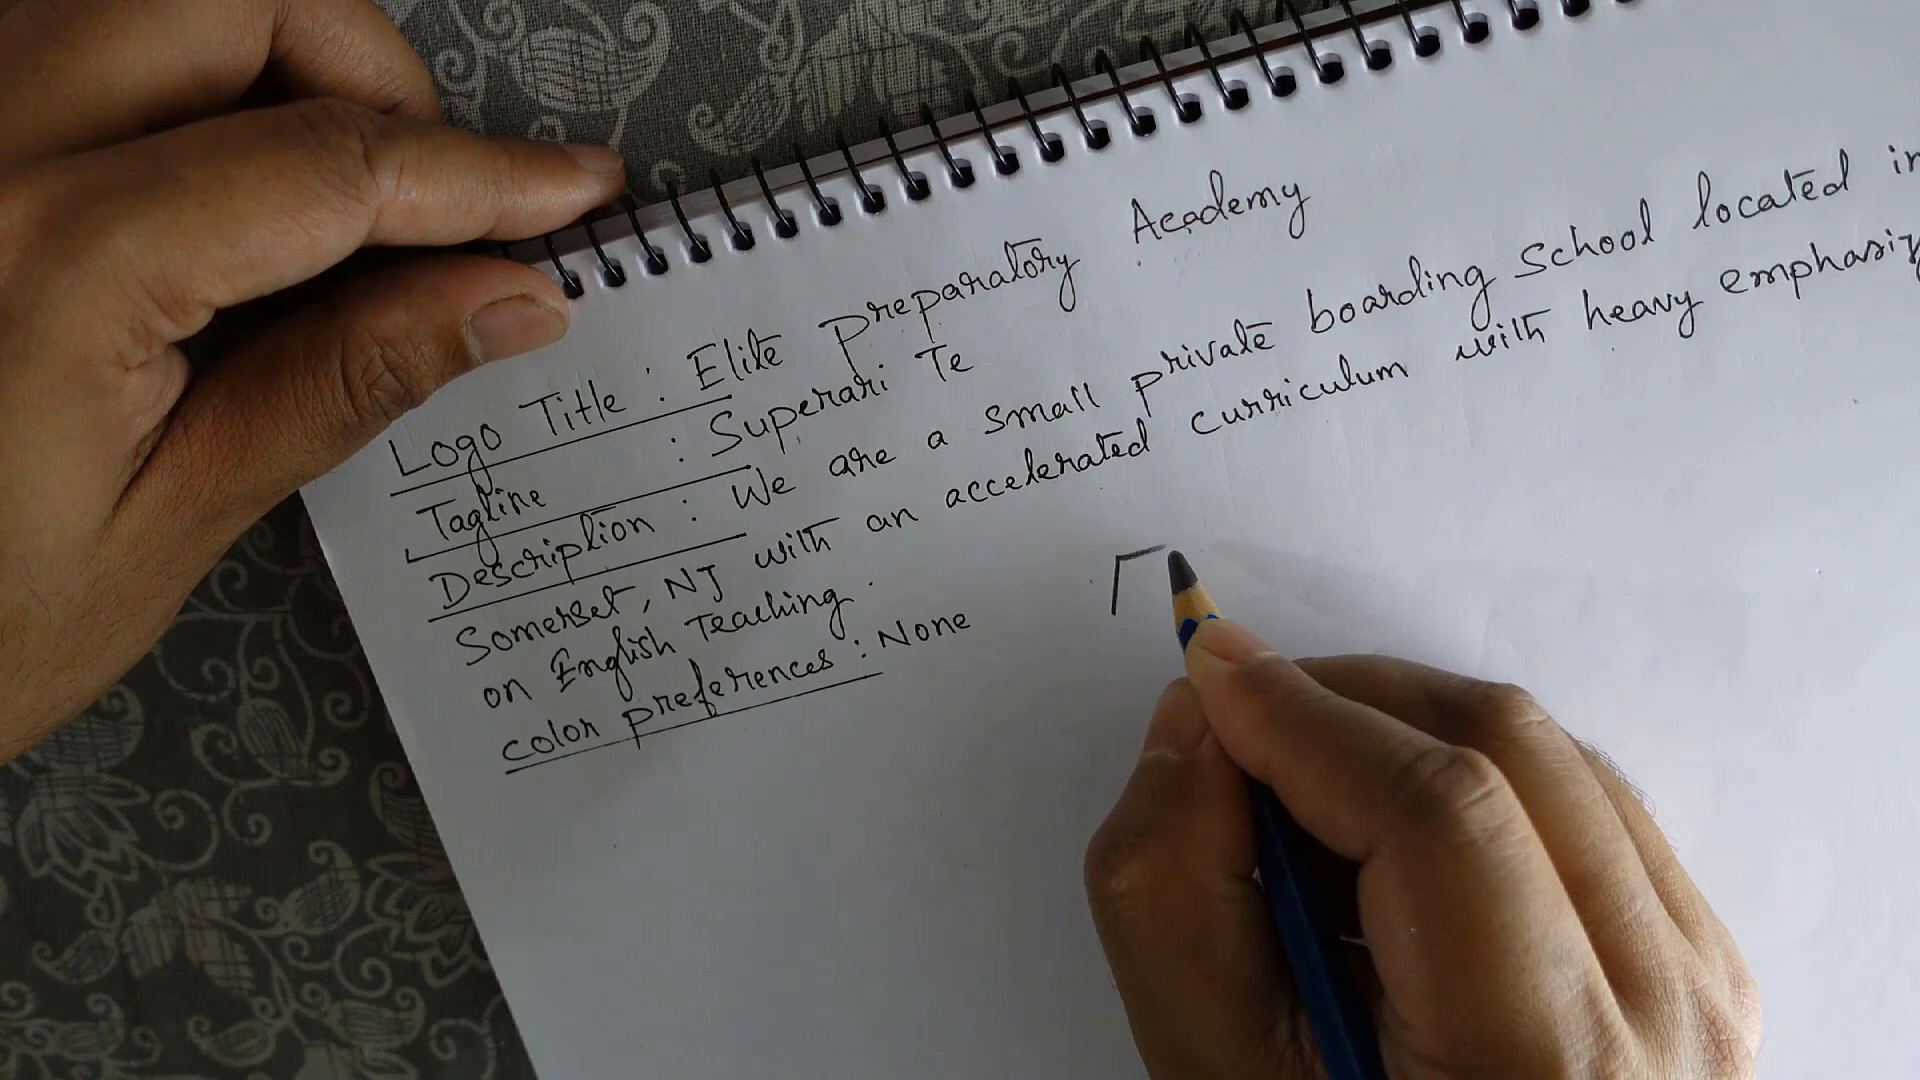 Logo Title : Elite Preparatory Academy
Tagline : Superari Te
Description : We are a small private boarding School located in
Somerset, NJ with an accelerated curriculum with heavy emphasiz
on English Teaching.
color preferences : None